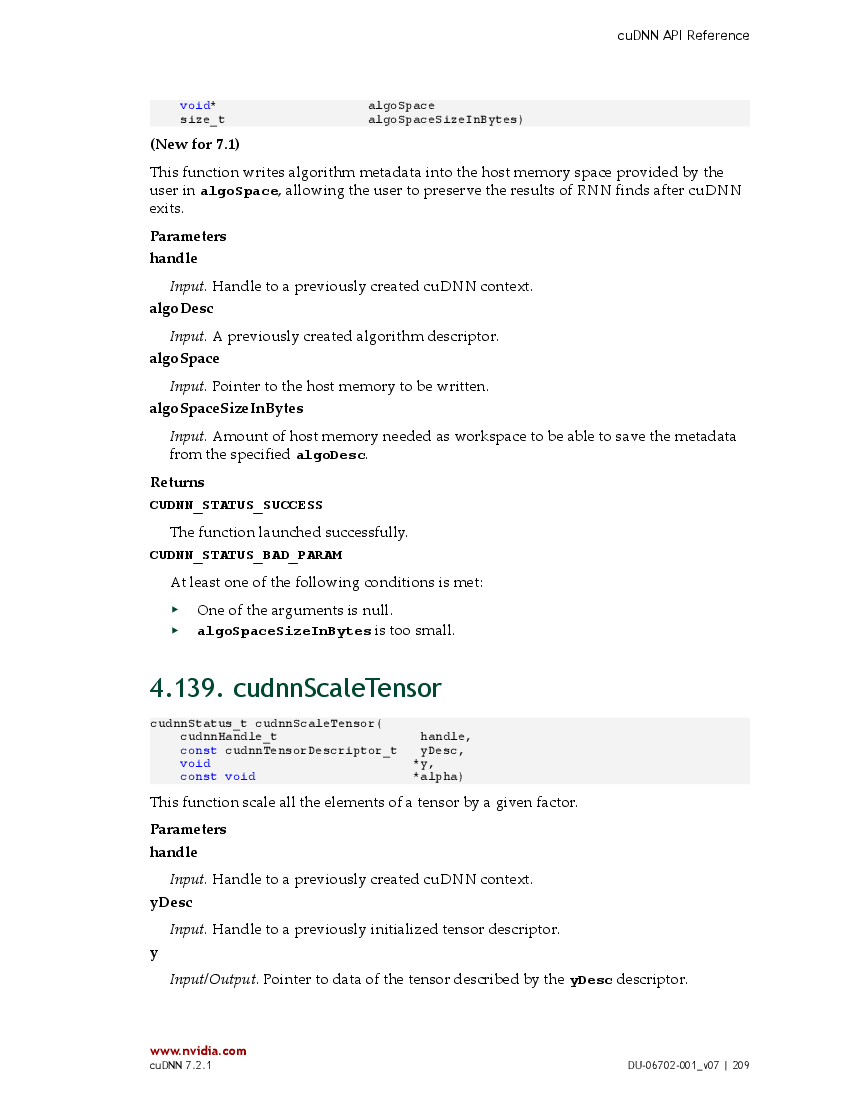 cuDNN API Reference
void* algoSpace
size_t algoSpaceSizeInBytes)
(New for 7.1)
This function writes algorithm metadata into the host memory space provided by the
user in algoSpace, allowing the user to preserve the results of RNN finds after cuDNN
exits.
Parameters
handle
Input. Handle to a previously created cuDNN context.
algoDesc
Input. A previously created algorithm descriptor.
algoSpace
Input. Pointer to the host memory to be written.
algoSpaceSizeInBytes
Input. Amount of host memory needed as workspace to be able to save the metadata
from the specified algoDesc.
Returns
CUDNN_STATUS_SUCCESS
The function launched successfully.
CUDNN_STATUS_BAD_PARAM
At least one of the following conditions is met:
▸ One of the arguments is null.
▸ algoSpaceSizeInBytes is too small.
4.139. cudnnScaleTensor
cudnnStatus_t cudnnScaleTensor(
cudnnHandle_t handle,
const cudnnTensorDescriptor_t yDesc,
void *y,
const void *alpha)
This function scale all the elements of a tensor by a given factor.
Parameters
handle
Input. Handle to a previously created cuDNN context.
yDesc
Input. Handle to a previously initialized tensor descriptor.
y
Input/Output. Pointer to data of the tensor described by the yDesc descriptor.
www.nvidia.com
cuDNN 7.2.1 DU-06702-001_v07 | 209